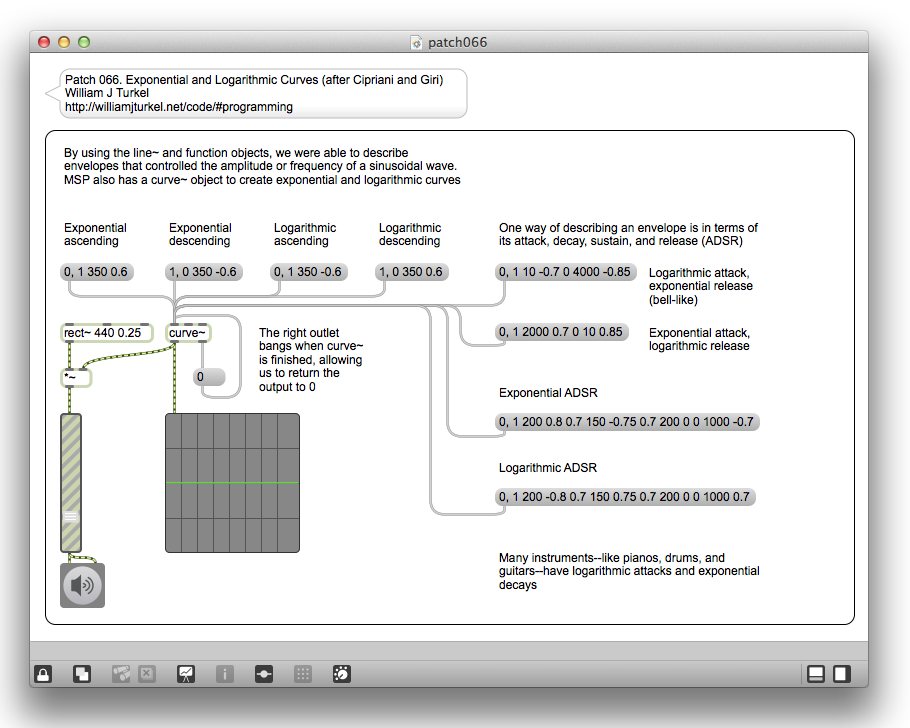 patch066
Patch 066. Exponential and Logarithmic Curves (after Cipriani and Giri)
William J Turkel
http://williamjturkel.net/code/#programming
By using the line~ and function objects, we were able to describe
envelopes that controlled the amplitude or frequency of a sinusoidal wave.
MSP also has a curve~ object to create exponential and logarithmic curves
Exponential
ascending
Exponential
descending
Logarithmic
ascending
Logarithmic
descending
One way of describing an envelope is in terms of
its attack, decay, sustain, and release (ADSR)
0, 1 350 0.6
1, 0 350 -0.6
0, 1 350 -0.6
1, 0 350 0.6
0, 1 10 -0.7 0 4000 -0.85
Logarithmic attack,
exponential release
(bell-like)
rect~ 440 0.25
curve~
The right outlet
bangs when curve~
is finished, allowing
us to return the
output to 0
0, 1 2000 0.7 0 10 0.85
Exponential attack,
logarithmic release
*~
0
Exponential ADSR
0, 1 200 0.8 0.7 150 -0.75 0.7 200 0 0 1000 -0.7
Logarithmic ADSR
0, 1 200 -0.8 0.7 150 0.75 0.7 200 0 0 1000 0.7
Many instruments--like pianos, drums, and
guitars--have logarithmic attacks and exponential
decays